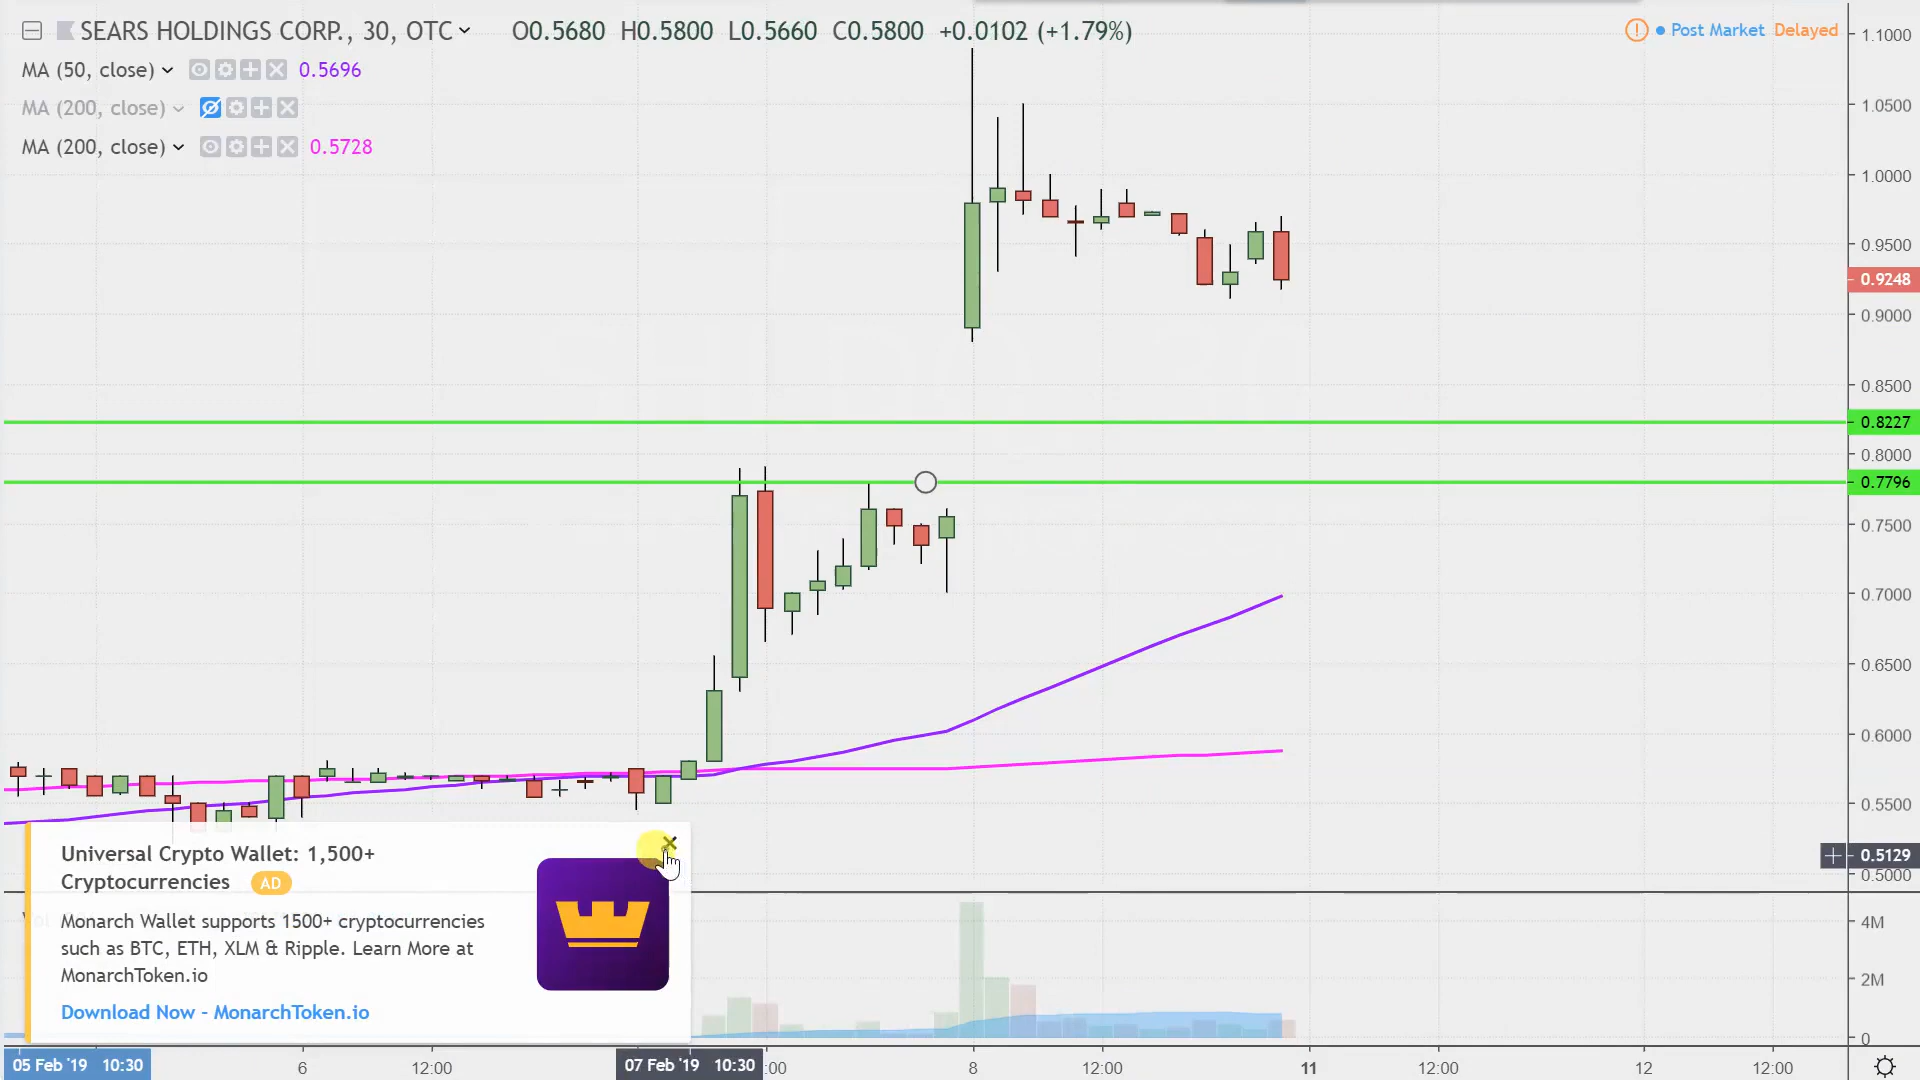 SEARS HOLDINGS CORP., 30, OTC O0.5680 H0.5800 L0.5660 C0.5800 +0.0102 (+1.79%)
Post Market Delayed
MA (50, close) 0.5696
MA (200, close)
MA (200, close) 0.5728
1.1000
1.0500
1.0000
0.9500
0.9248
0.9000
0.8500
0.8227
0.8000
0.7796
0.7500
0.7000
0.6500
0.6000
0.5500
0.5129
0.5000
4M
2M
0
Universal Crypto Wallet: 1,500+
Cryptocurrencies AD
Monarch Wallet supports 1500+ cryptocurrencies
such as BTC, ETH, XLM & Ripple. Learn More at
MonarchToken.io
Download Now - MonarchToken.io
05 Feb '19 10:30 6 12:00 07 Feb '19 10:30 :00 8 12:00 11 12:00 12 12:00